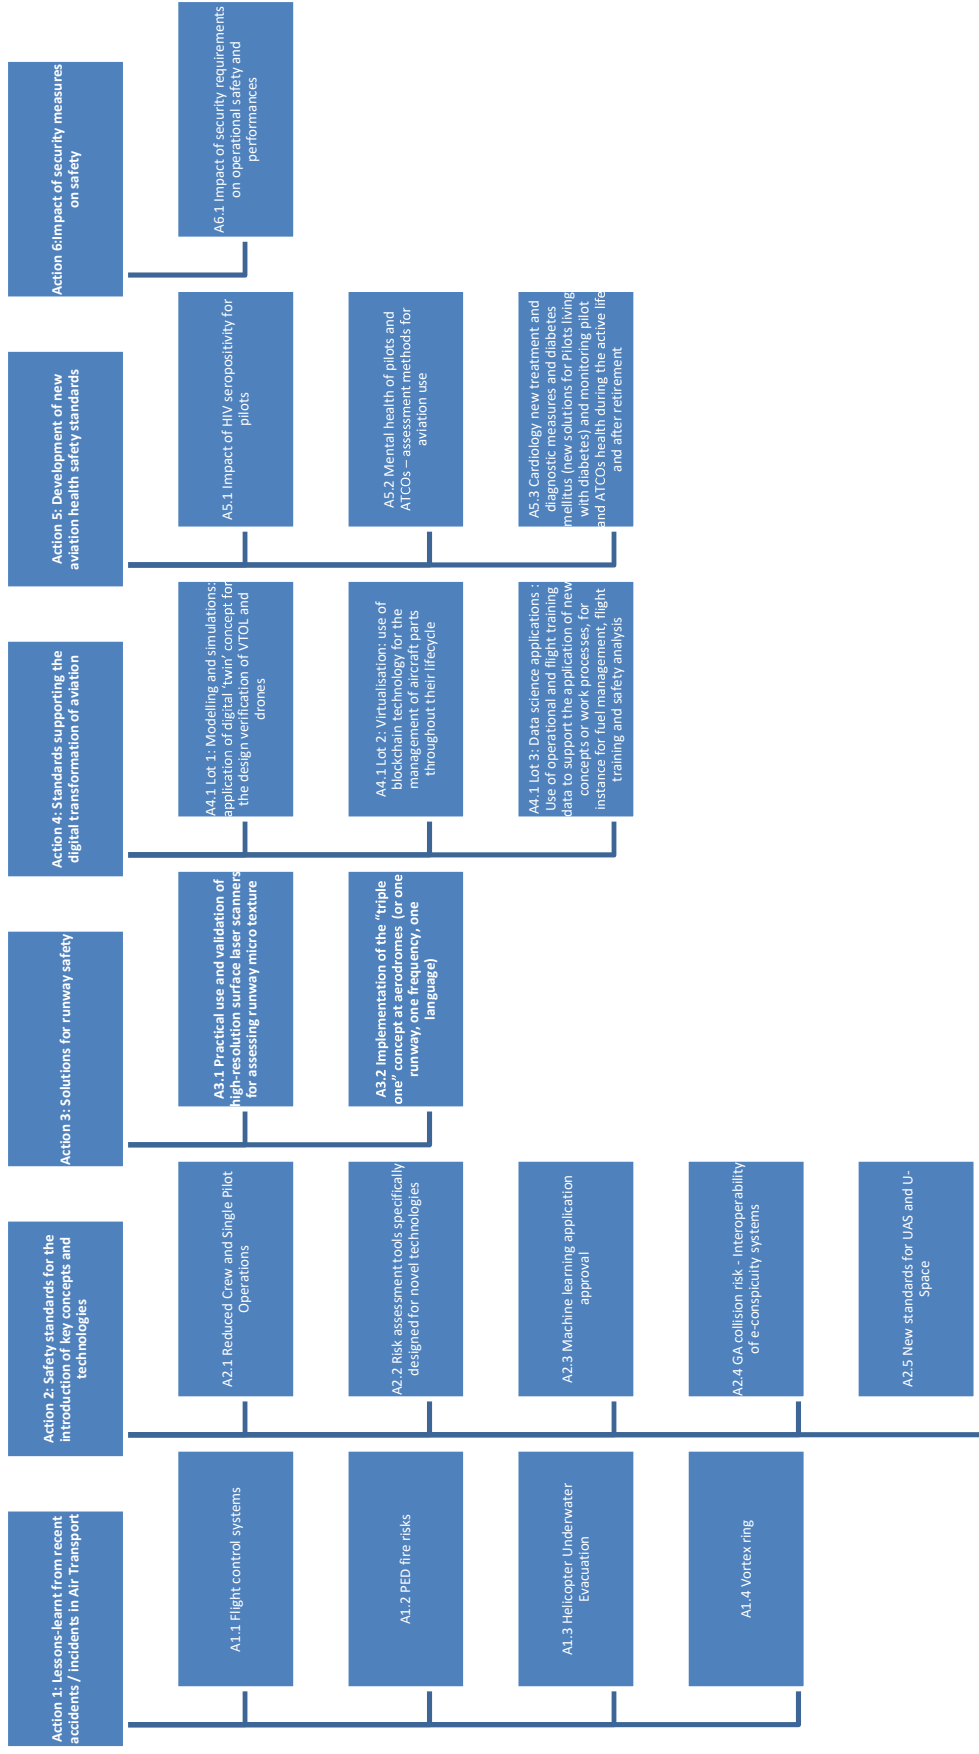 Action 1: Lessons-learnt from recent
accidents / incidents in Air Transport
A1.1 Flight control systems
A1.2 PED fire risks
A1.3 Helicopter Underwater
Evacuation
A1.4 Vortex ring
Action 2: Safety standards for the
introduction of key concepts and
technologies
A2.1 Reduced Crew and Single Pilot
Operations
A2.2 Risk assessment tools specifically
designed for novel technologies
A2.3 Machine learning application
approval
A2.4 GA collision risk - Interoperability
of e-conspicuity systems
A2.5 New standards for UAS and U-
Space
Action 3: Solutions for runway safety
A3.1 Practical use and validation of
high-resolution surface laser scanners
for assessing runway micro texture
A3.2 Implementation of the “triple
one” concept at aerodromes (or one
runway, one frequency, one
language)
Action 4: Standards supporting the
digital transformation of aviation
A4.1 Lot 1: Modelling and simulations:
application of digital ‘twin’ concept for
the design verification of VTOL and
drones
A4.1 Lot 2: Virtualisation: use of
blockchain technology for the
management of aircraft parts
throughout their lifecycle
A4.1 Lot 3: Data science applications :
Use of operational and flight training
data to support the application of new
concepts or work processes, for
instance for fuel management, flight
training and safety analysis
Action 5: Development of new
aviation health safety standards
A5.1 Impact of HIV seropositivity for
pilots
A5.2 Mental health of pilots and
ATCOs – assessment methods for
aviation use
A5.3 Cardiology new treatment and
diagnostic measures and diabetes
mellitus (new solutions for Pilots living
with diabetes) and monitoring pilot
and ATCOs health during the active life
and after retirement
Action 6:Impact of security measures
on safety
A6.1 Impact of security requirements
on operational safety and
performances